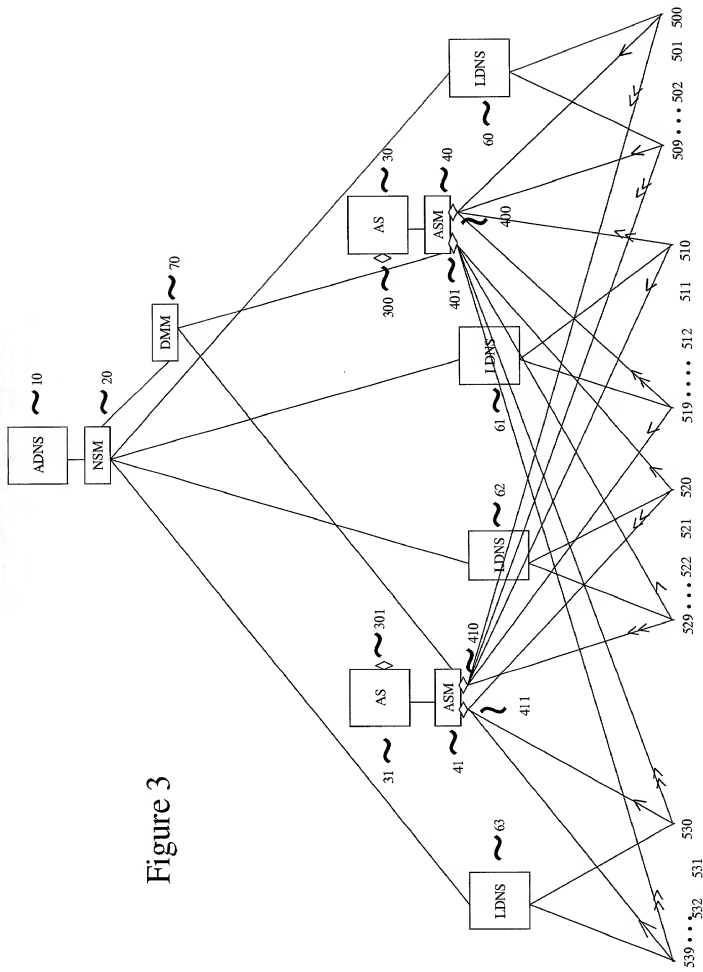 Figure 3
ADNS
10
NSM
20
DMM
70
AS
31
301
ASM
41
410
411
AS
30
300
ASM
40
400
401
LDNS
63
LDNS
62
LDNS
61
LDNS
60
539 • • • 532 531 530
529 • • • 522 521 520
519 • • • • 512 511 510
509 • • • • 502 501 500